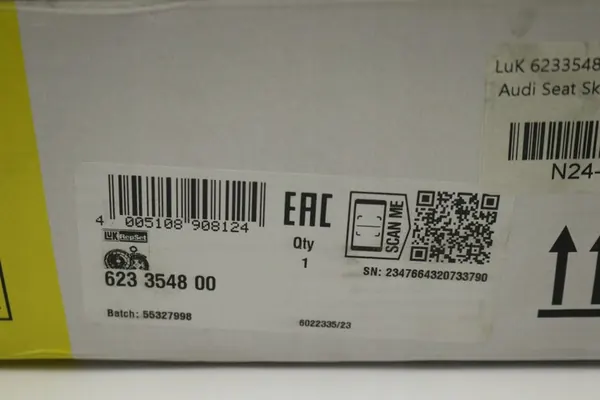 LuK 6233548
Audi Seat Sk
N24-
4 005108 908124
LUK RepSet
623 3548 00
Batch: 55327998
EAC
Qty
1
SCAN ME
SN: 2347664320733790
6022335/23